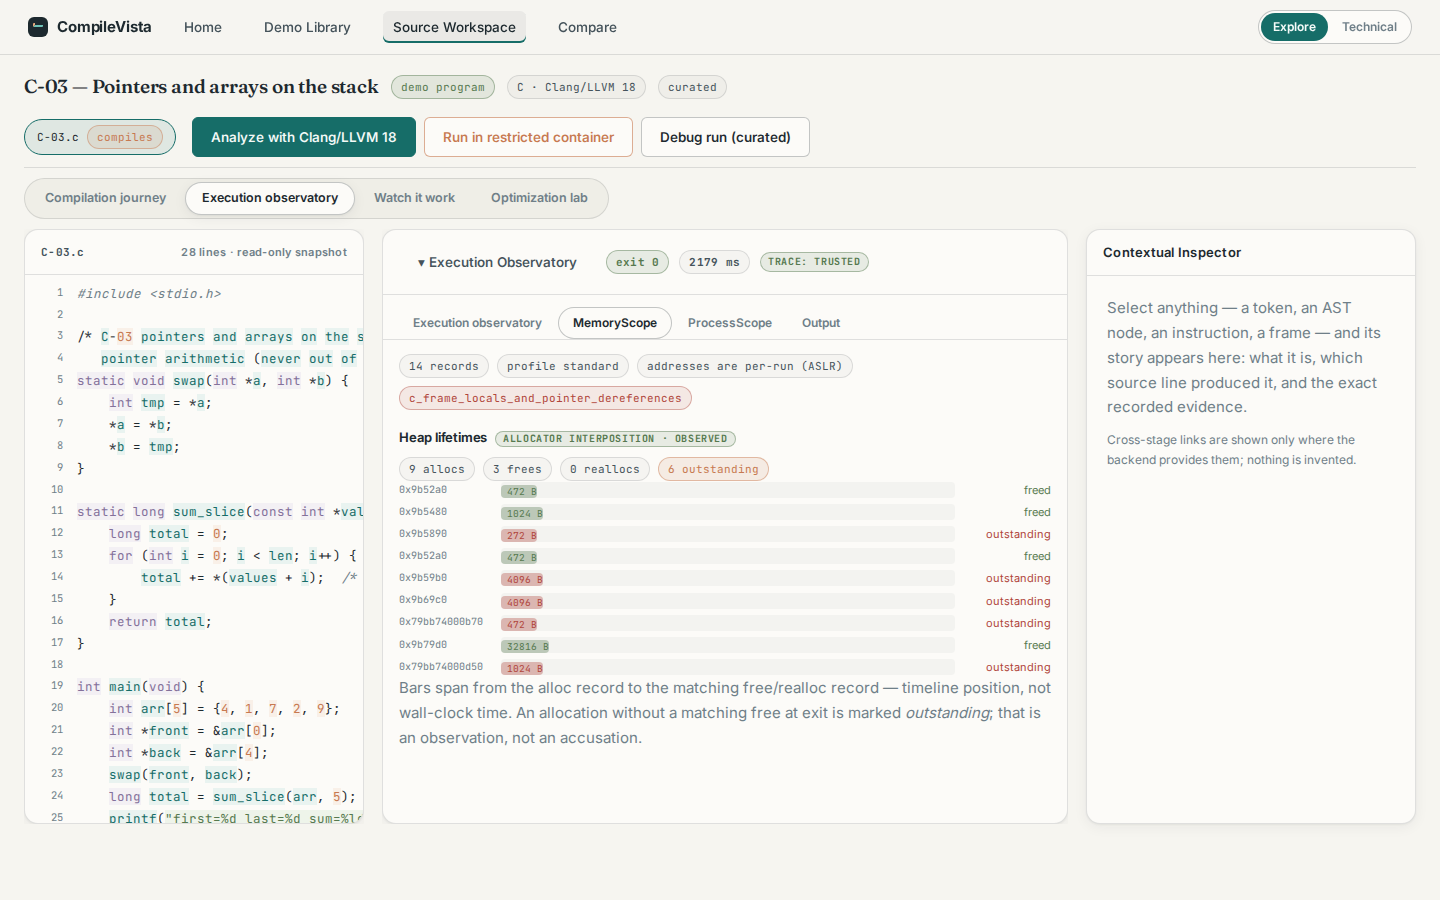 CompileVista Home Demo Library Source Workspace Compare Explore Technical
C-03 — Pointers and arrays on the stack demo program C · Clang/LLVM 18 curated
C-03.c compiles Analyze with Clang/LLVM 18 Run in restricted container Debug run (curated)
Compilation journey Execution observatory Watch it work Optimization lab
C-03.c 28 lines · read-only snapshot
1 #include <stdio.h>
2
3 /* C-03 pointers and arrays on the s
4 pointer arithmetic (never out of
5 static void swap(int *a, int *b) {
6 int tmp = *a;
7 *a = *b;
8 *b = tmp;
9 }
10
11 static long sum_slice(const int *val
12 long total = 0;
13 for (int i = 0; i < len; i++) {
14 total += *(values + i); /*
15 }
16 return total;
17 }
18
19 int main(void) {
20 int arr[5] = {4, 1, 7, 2, 9};
21 int *front = &arr[0];
22 int *back = &arr[4];
23 swap(front, back);
24 long total = sum_slice(arr, 5);
25 printf("first=%d last=%d sum=%l
▾ Execution Observatory exit 0 2179 ms TRACE: TRUSTED
Execution observatory MemoryScope ProcessScope Output
14 records profile standard addresses are per-run (ASLR)
c_frame_locals_and_pointer_dereferences
Heap lifetimes ALLOCATOR INTERPOSITION · OBSERVED
9 allocs 3 frees 0 reallocs 6 outstanding
0x9b52a0 472 B freed
0x9b5480 1024 B freed
0x9b5890 272 B outstanding
0x9b52a0 472 B freed
0x9b59b0 4096 B outstanding
0x9b69c0 4096 B outstanding
0x79bb74000b70 472 B outstanding
0x9b79d0 32816 B freed
0x79bb74000d50 1024 B outstanding
Bars span from the alloc record to the matching free/realloc record — timeline position, not
wall-clock time. An allocation without a matching free at exit is marked outstanding; that is
an observation, not an accusation.
Contextual Inspector
Select anything — a token, an AST
node, an instruction, a frame — and its
story appears here: what it is, which
source line produced it, and the exact
recorded evidence.
Cross-stage links are shown only where the
backend provides them; nothing is invented.